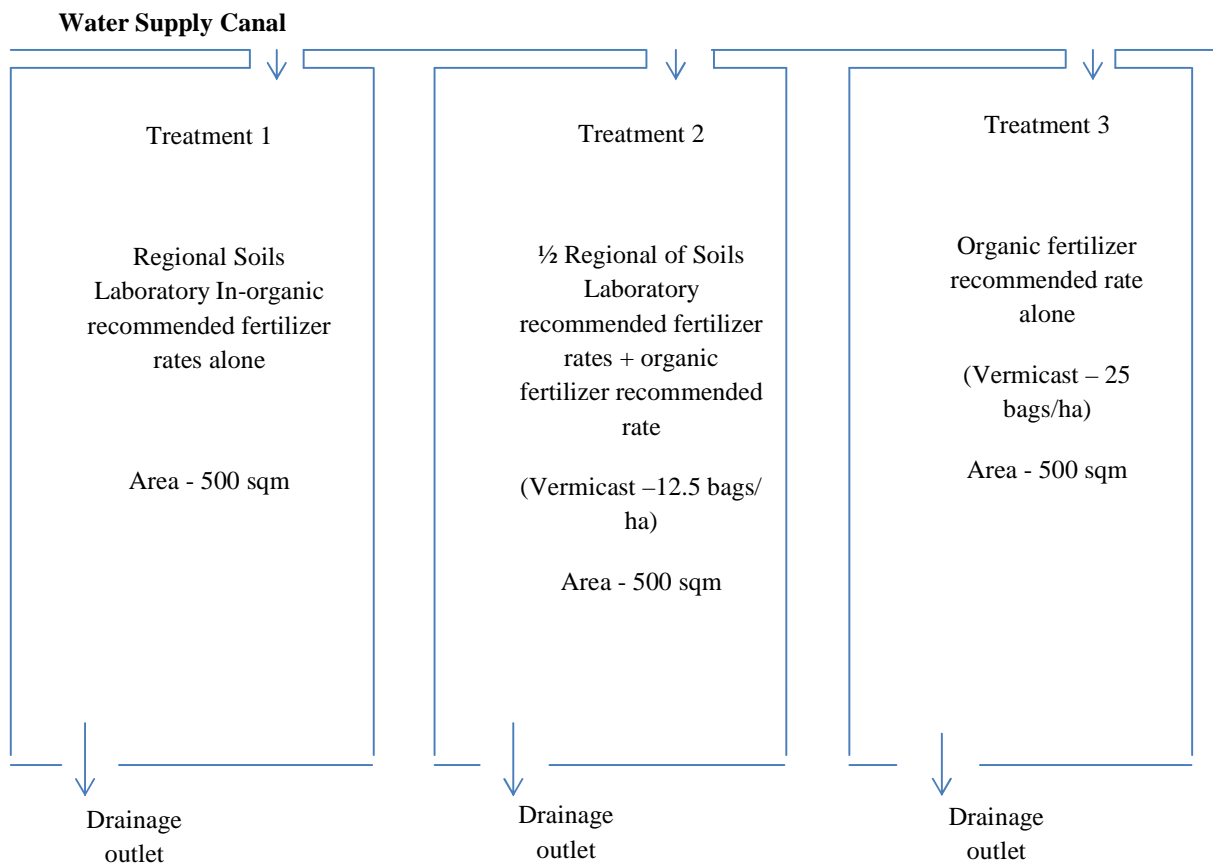 Water Supply Canal
Treatment 1
Regional Soils
Laboratory In-organic
recommended fertilizer
rates alone
Area - 500 sqm
Drainage
outlet
Treatment 2
½ Regional of Soils
Laboratory
recommended fertilizer
rates + organic
fertilizer recommended
rate
(Vermicast –12.5 bags/
ha)
Area - 500 sqm
Drainage
outlet
Treatment 3
Organic fertilizer
recommended rate
alone
(Vermicast – 25
bags/ha)
Area - 500 sqm
Drainage
outlet